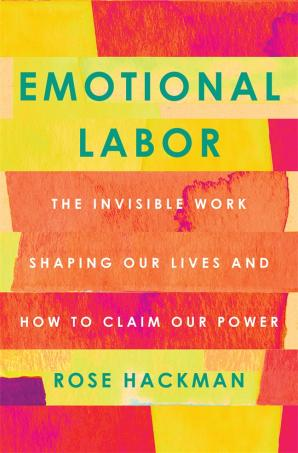 EMOTIONAL
LABOR
THE INVISIBLE WORK
SHAPING OUR LIVES AND
HOW TO CLAIM OUR POWER
ROSE HACKMAN